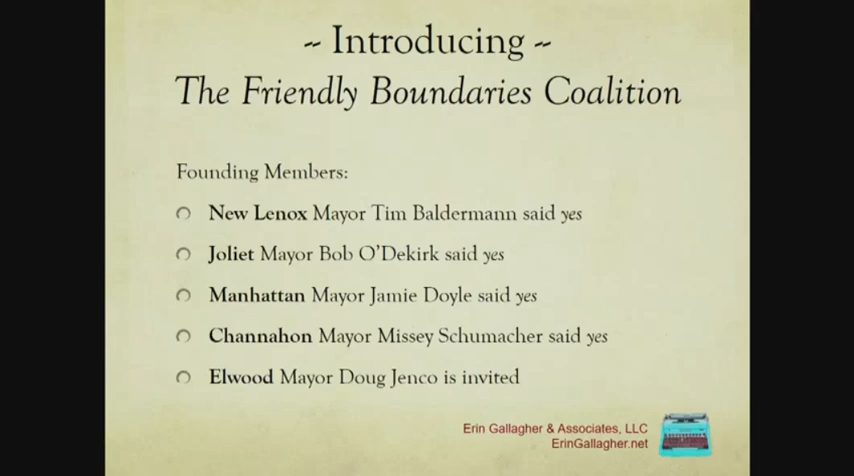 ~ Introducing ~
The Friendly Boundaries Coalition
Founding Members:
New Lenox Mayor Tim Baldermann said yes
Joliet Mayor Bob O'Dekirk said yes
Manhattan Mayor Jamie Doyle said yes
Channahon Mayor Missey Schumacher said yes
Elwood Mayor Doug Jenco is invited
Erin Gallagher & Associates, LLC
ErinGallagher.net